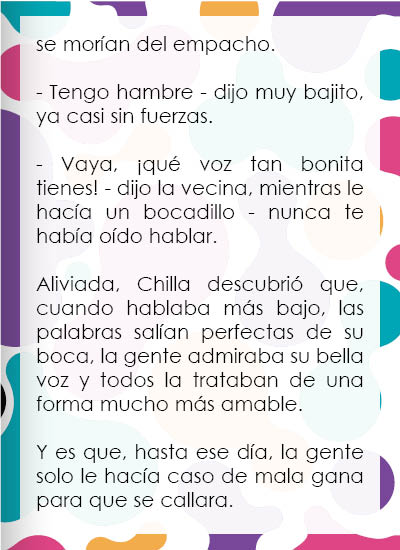 se morían del empacho.
- Tengo hambre - dijo muy bajito,
ya casi sin fuerzas.
- Vaya, ¡qué voz tan bonita
tienes! - dijo la vecina, mientras le
hacía un bocadillo - nunca te
había oído hablar.
Aliviada, Chilla descubrió que,
cuando hablaba más bajo, las
palabras salían perfectas de su
boca, la gente admiraba su bella
voz y todos la trataban de una
forma mucho más amable.
Y es que, hasta ese día, la gente
solo le hacía caso de mala gana
para que se callara.